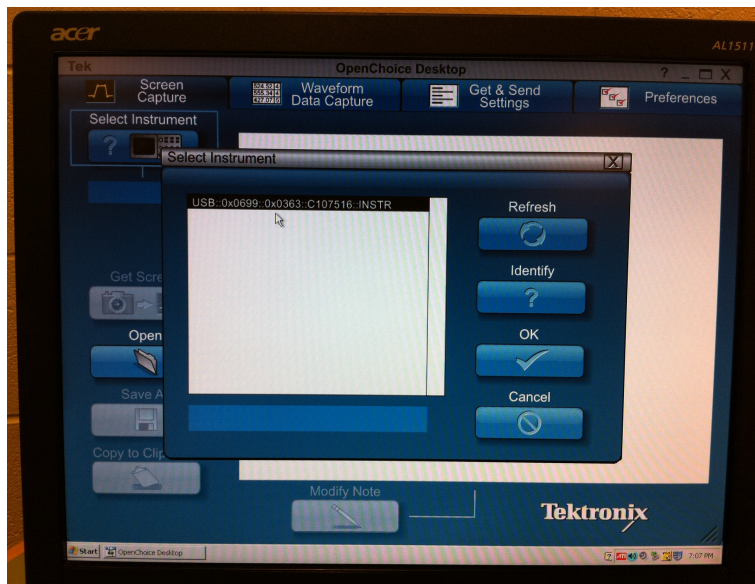 acer
AL1511
Tek
OpenChoice Desktop
? _ X
Screen Capture
Waveform Data Capture
Get & Send Settings
Preferences
Select Instrument
Select Instrument
X
USB::0x0699::0x0363::C107516::INSTR
Refresh
Identify
OK
Cancel
Get Scre
Open
Save A
Copy to Clip
Modify Note
Tektronix
Start
OpenChoice Desktop
7:07 PM